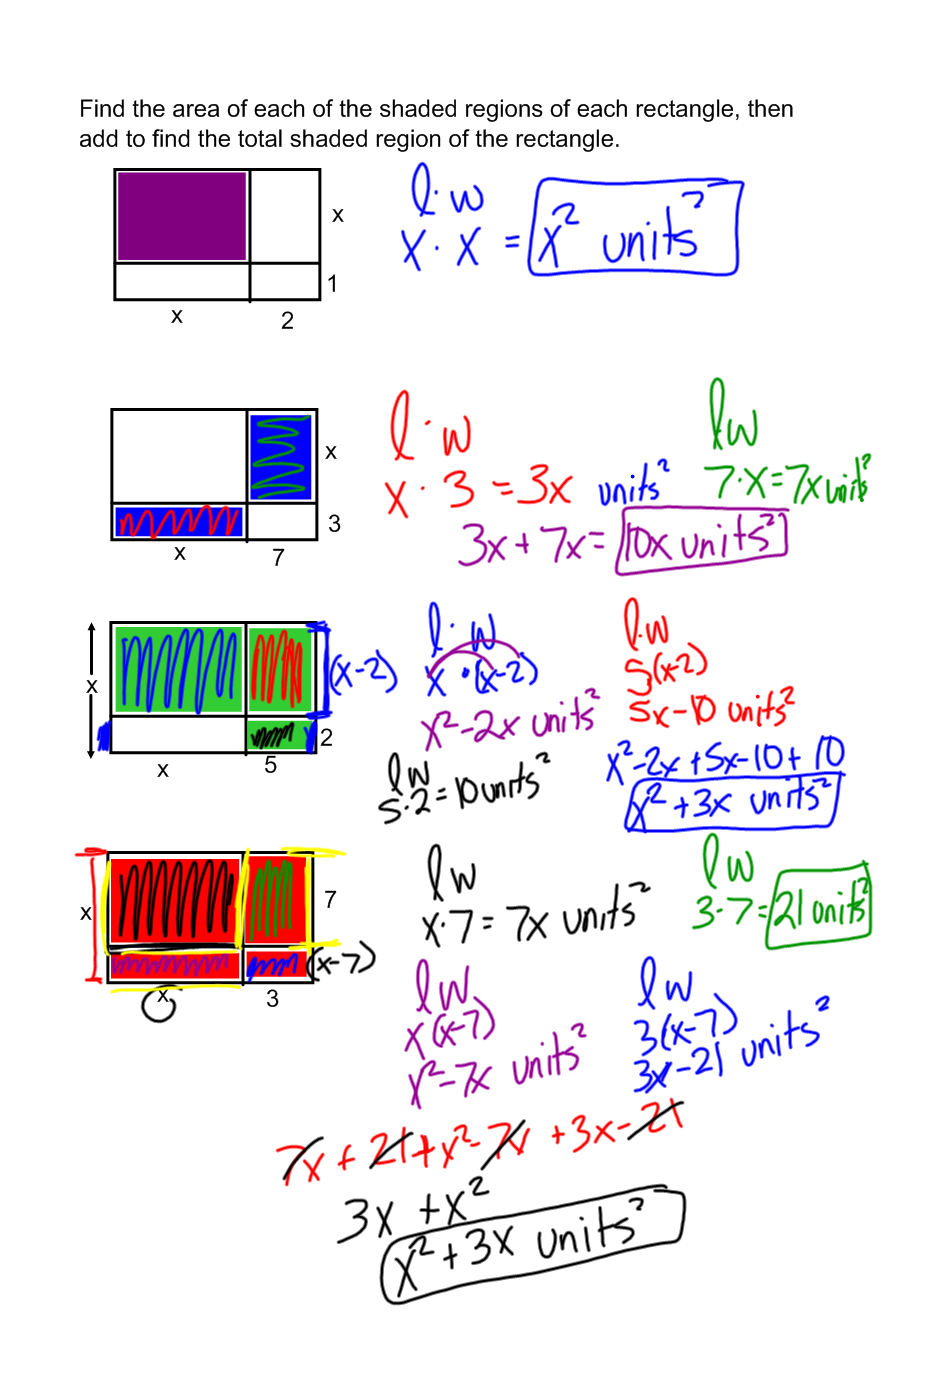 Find the area of each of the shaded regions of each rectangle, then
add to find the total shaded region of the rectangle.
l·w
x
x · x = x² units²
1
x
2
l·w
lw
x
x · 3 = 3x units²
7·x=7x units²
3
3x + 7x = 10x units²
x
7
l·w
l·w
x
(x-2)
x · (x-2)
5(x-2)
x²-2x units²
5x-10 units²
2
x
5
lw
5·2=10 units²
x²-2x+5x-10+10
x²+3x units²
lw
lw
x
7
x·7 = 7x units²
3·7=21 units²
(x-7)
x
3
lw
lw
x(x-7)
3(x-7)
x²-7x units²
3x-21 units²
7x + 21+x²-7x +3x-21
3x +x²
x²+3x units²